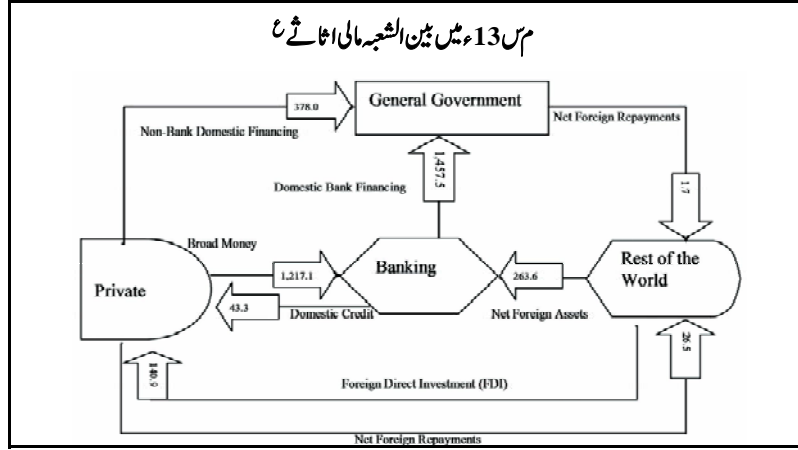 م س 13ء میں بین الشعبہ مالی اثاثے ع
General Government
378.0
Non-Bank Domestic Financing
Net Foreign Repayments
1,457.5
Domestic Bank Financing
1.7
Broad Money
Private
1,217.1
Banking
263.6
Rest of the
World
43.3
Domestic Credit
Net Foreign Assets
140.9
26.5
Foreign Direct Investment (FDI)
Net Foreign Repayments